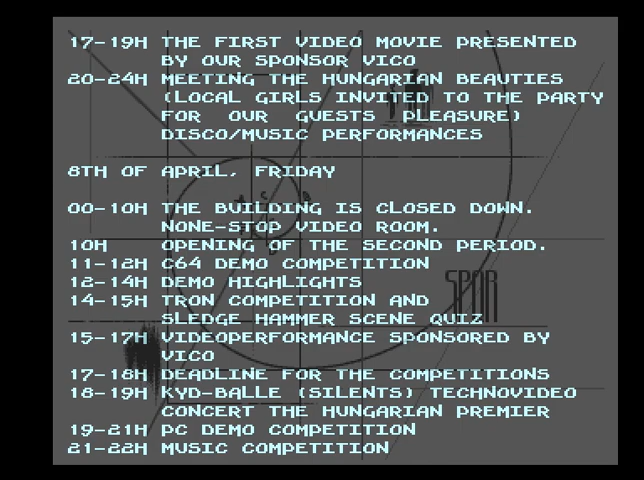 17-19H THE FIRST VIDEO MOVIE PRESENTED
BY OUR SPONSOR VICO
20-24H MEETING THE HUNGARIAN BEAUTIES
(LOCAL GIRLS INVITED TO THE PARTY
FOR OUR GUESTS PLEASURE)
DISCO/MUSIC PERFORMANCES
8TH OF APRIL, FRIDAY
00-10H THE BUILDING IS CLOSED DOWN.
NONE-STOP VIDEO ROOM.
10H OPENING OF THE SECOND PERIOD.
11-12H C64 DEMO COMPETITION
12-14H DEMO HIGHLIGHTS
14-15H TRON COMPETITION AND
SLEDGE HAMMER SCENE QUIZ
15-17H VIDEOPERFORMANCE SPONSORED BY
VICO
17-18H DEADLINE FOR THE COMPETITIONS
18-19H KYD-BALLE (SILENTS) TECHNOVIDEO
CONCERT THE HUNGARIAN PREMIER
19-21H PC DEMO COMPETITION
21-22H MUSIC COMPETITION